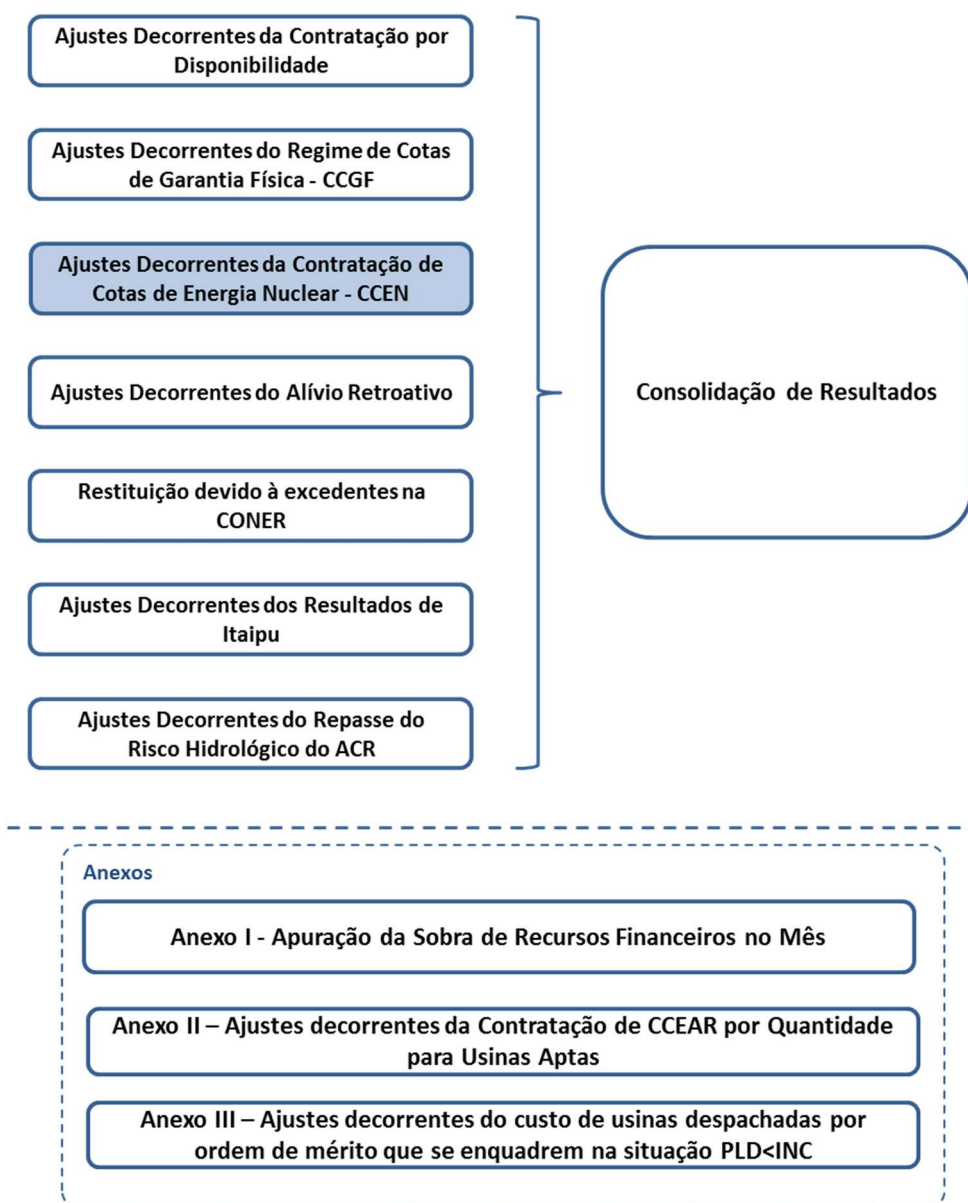 Ajustes Decorrentes da Contratação por
Disponibilidade
Ajustes Decorrentes do Regime de Cotas
de Garantia Física - CCGF
Ajustes Decorrentes da Contratação de
Cotas de Energia Nuclear - CCEN
Ajustes Decorrentes do Alívio Retroativo
Restituição devido à excedentes na
CONER
Ajustes Decorrentes dos Resultados de
Itaipu
Ajustes Decorrentes do Repasse do
Risco Hidrológico do ACR
Consolidação de Resultados
Anexos
Anexo I - Apuração da Sobra de Recursos Financeiros no Mês
Anexo II – Ajustes decorrentes da Contratação de CCEAR por Quantidade
para Usinas Aptas
Anexo III – Ajustes decorrentes do custo de usinas despachadas por
ordem de mérito que se enquadrem na situação PLD<INC